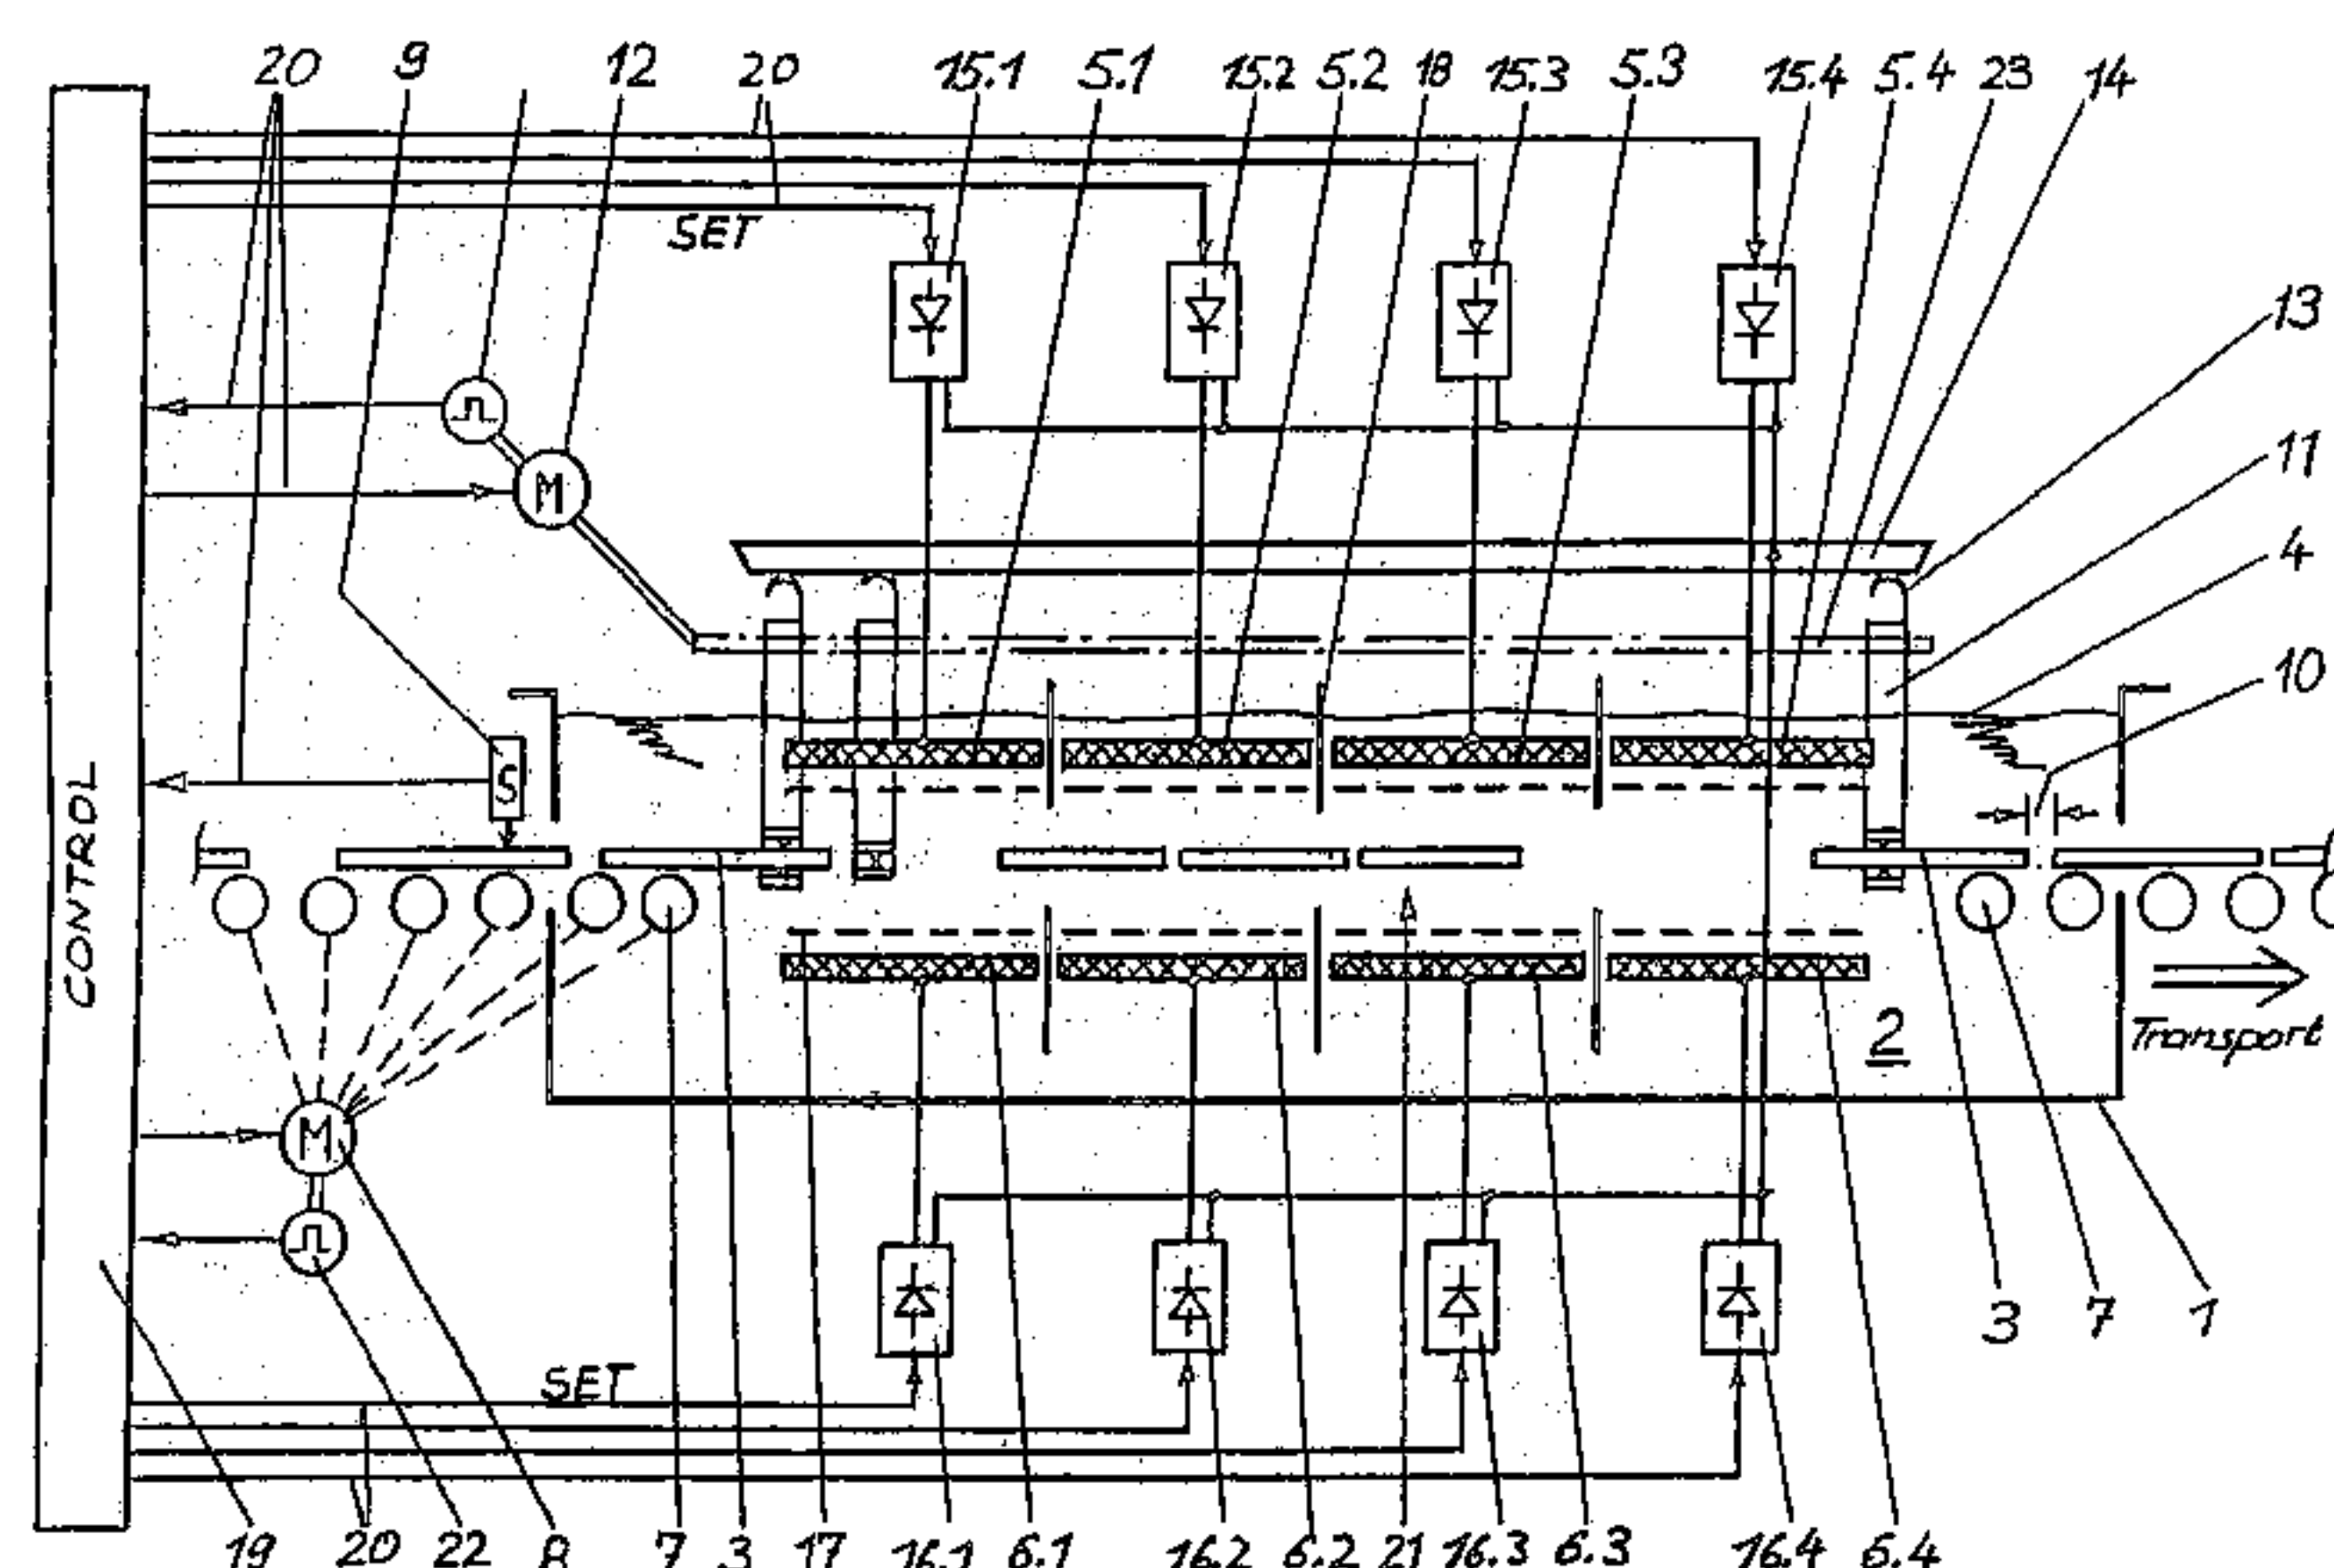 20 9 12 20 15.1 5.1 15.2 5.2 18 15.3 5.3 15.4 5.4 23 14
SET
13
11
M
4
10
S
CONTROL
2
Transport
M
3 7 1
SET
19 20 22 8 7 3 17 16.1 6.1 16.2 6.2 21 16.3 6.3 16.4 6.4